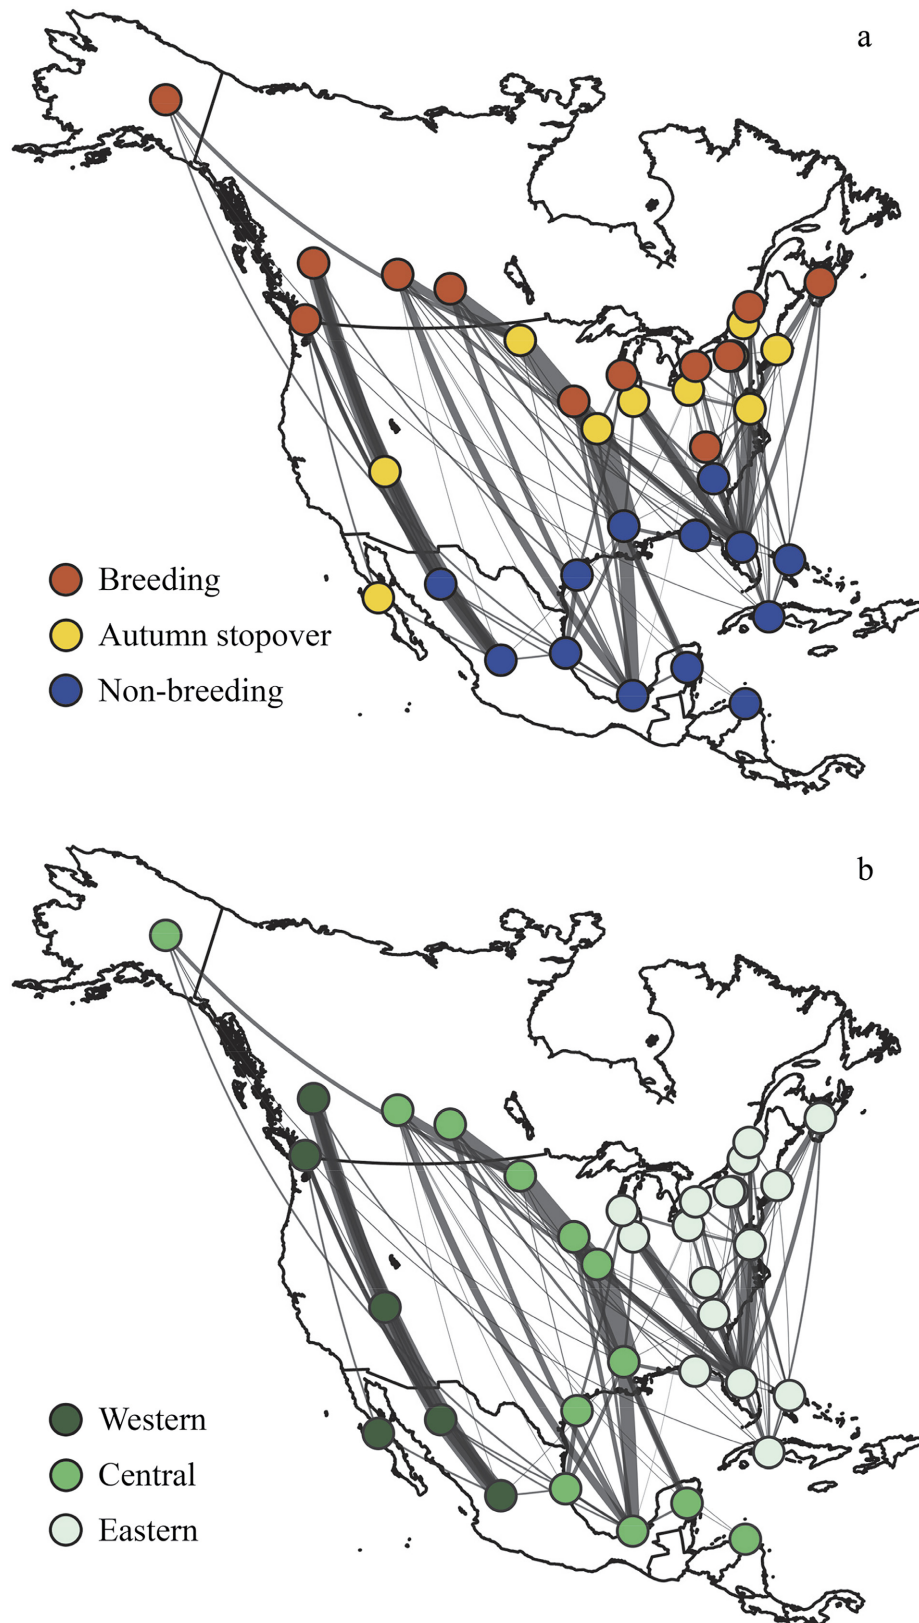 a
Breeding
Autumn stopover
Non-breeding
b
Western
Central
Eastern